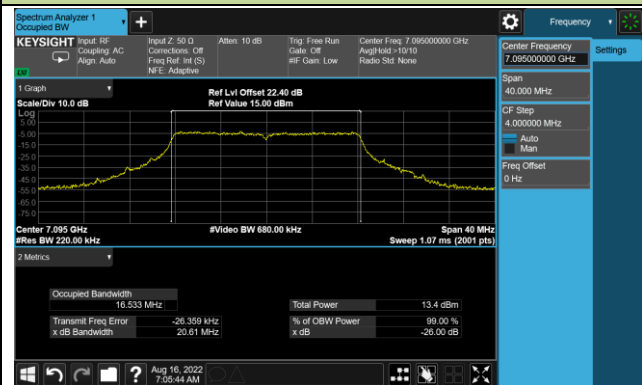 Spectrum Analyzer 1
Occupied BW
Frequency
KEYSIGHT
Input: RF
Coupling: AC
Align: Auto
Input Z: 50 Ω
Corrections: Off
Freq Ref: Int (S)
NFE: Adaptive
Atten: 10 dB
Trig: Free Run
Gate: Off
#IF Gain: Low
Center Freq: 7.095000000 GHz
Avg|Hold:>10/10
Radio Std: None
Center Frequency
7.095000000 GHz
Settings
Span
40.000 MHz
CF Step
4.000000 MHz
Auto
Man
Freq Offset
0 Hz
1 Graph
Scale/Div 10.0 dB
Ref Lvl Offset 22.40 dB
Ref Value 15.00 dBm
Log
5.00
-5.00
-15.0
-25.0
-35.0
-45.0
-55.0
-65.0
-75.0
Center 7.095 GHz
#Video BW 680.00 kHz
Span 40 MHz
#Res BW 220.00 kHz
Sweep 1.07 ms (2001 pts)
2 Metrics
Occupied Bandwidth
16.533 MHz
Total Power 13.4 dBm
Transmit Freq Error -26.359 kHz
% of OBW Power 99.00 %
x dB Bandwidth 20.61 MHz
x dB -26.00 dB
?
Aug 16, 2022
7:05:44 AM